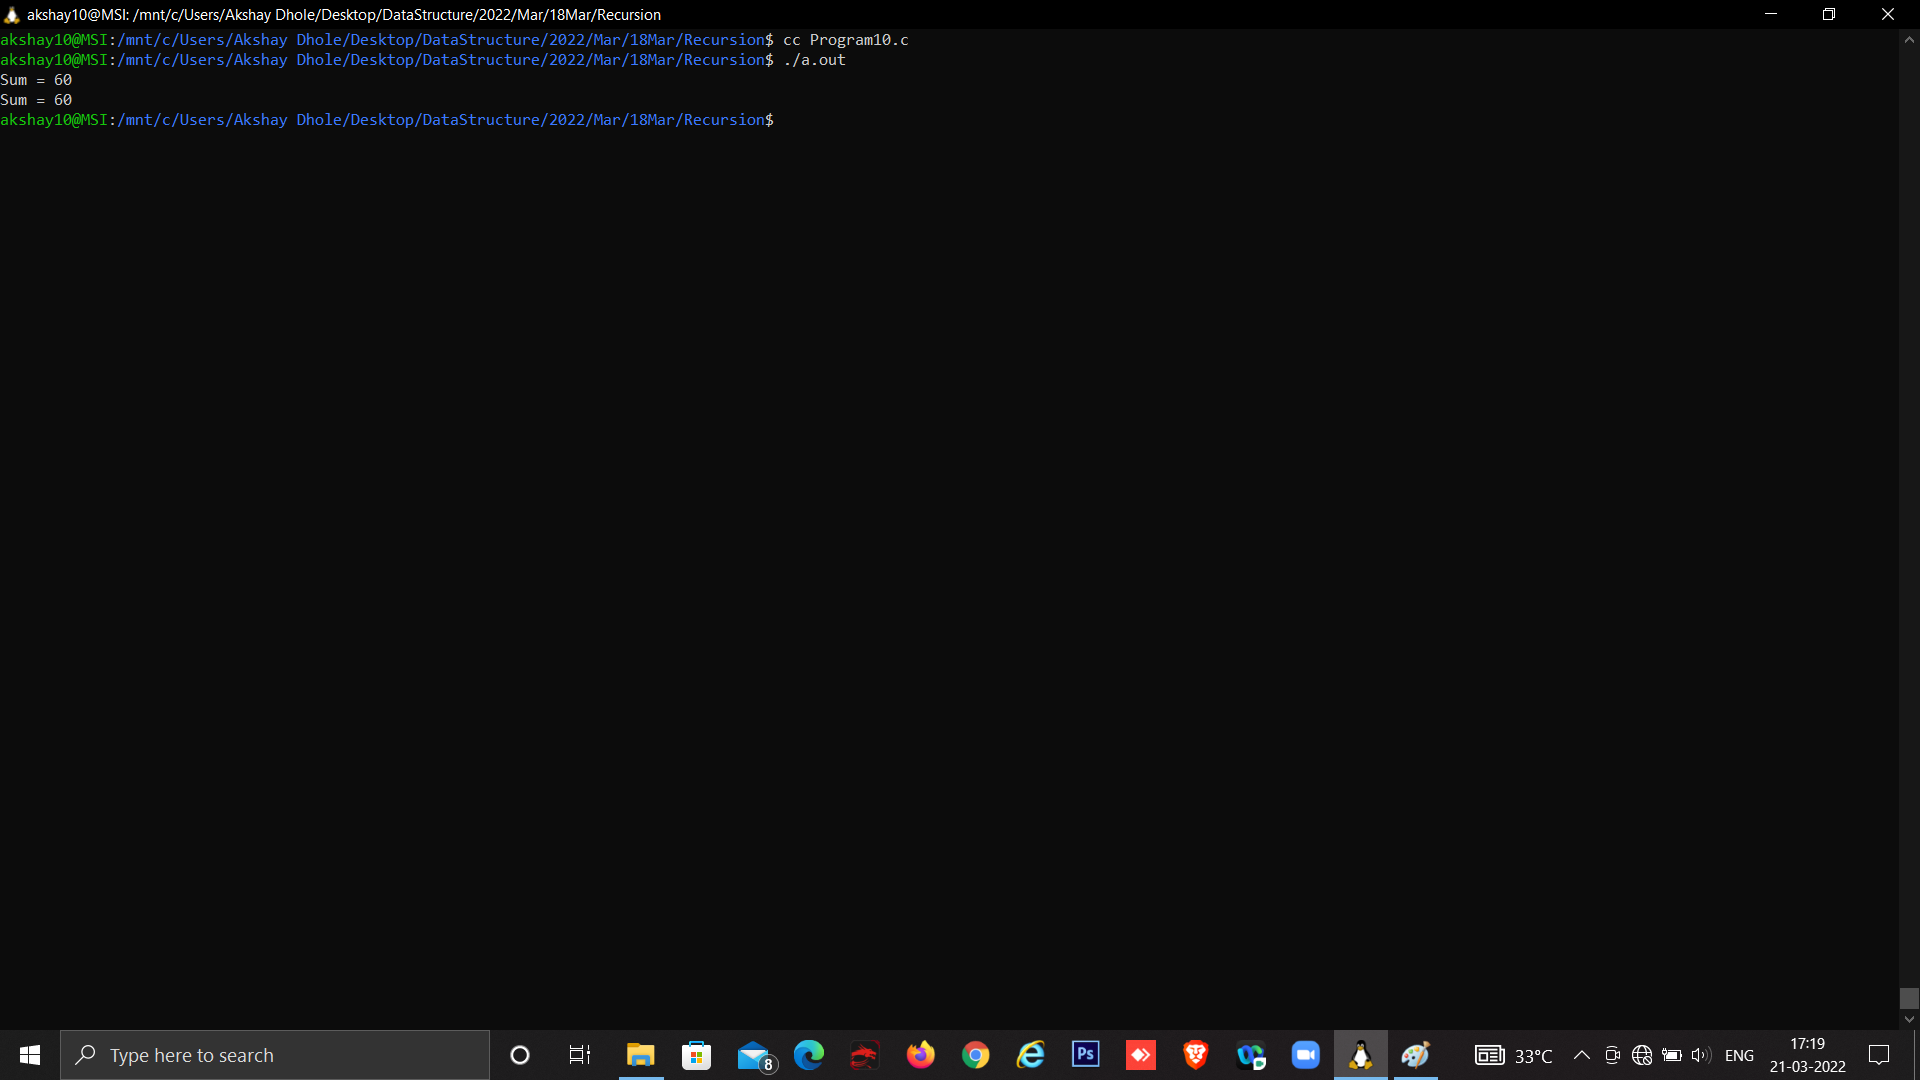 akshay10@MSI: /mnt/c/Users/Akshay Dhole/Desktop/DataStructure/2022/Mar/18Mar/Recursion
akshay10@MSI:/mnt/c/Users/Akshay Dhole/Desktop/DataStructure/2022/Mar/18Mar/Recursion$ cc Program10.c
akshay10@MSI:/mnt/c/Users/Akshay Dhole/Desktop/DataStructure/2022/Mar/18Mar/Recursion$ ./a.out
Sum = 60
Sum = 60
akshay10@MSI:/mnt/c/Users/Akshay Dhole/Desktop/DataStructure/2022/Mar/18Mar/Recursion$
Type here to search
8
Ps
33°C
ENG
17:19
21-03-2022